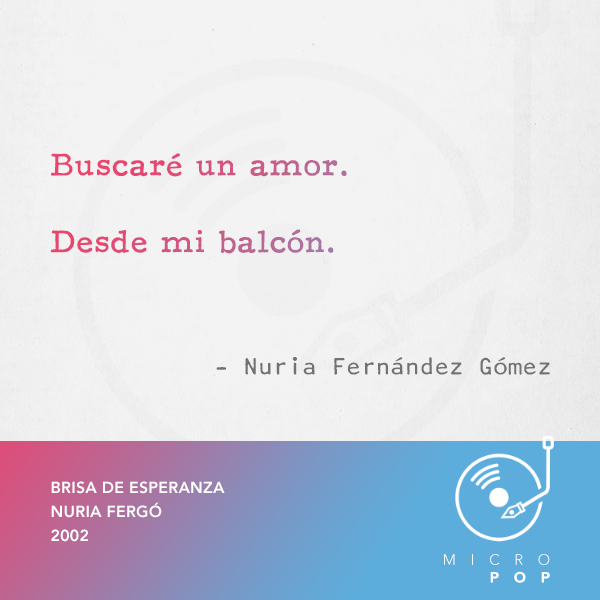 Buscaré un amor.
Desde mi balcón.
- Nuria Fernández Gómez
BRISA DE ESPERANZA
NURIA FERGÓ
2002
MICRO
POP